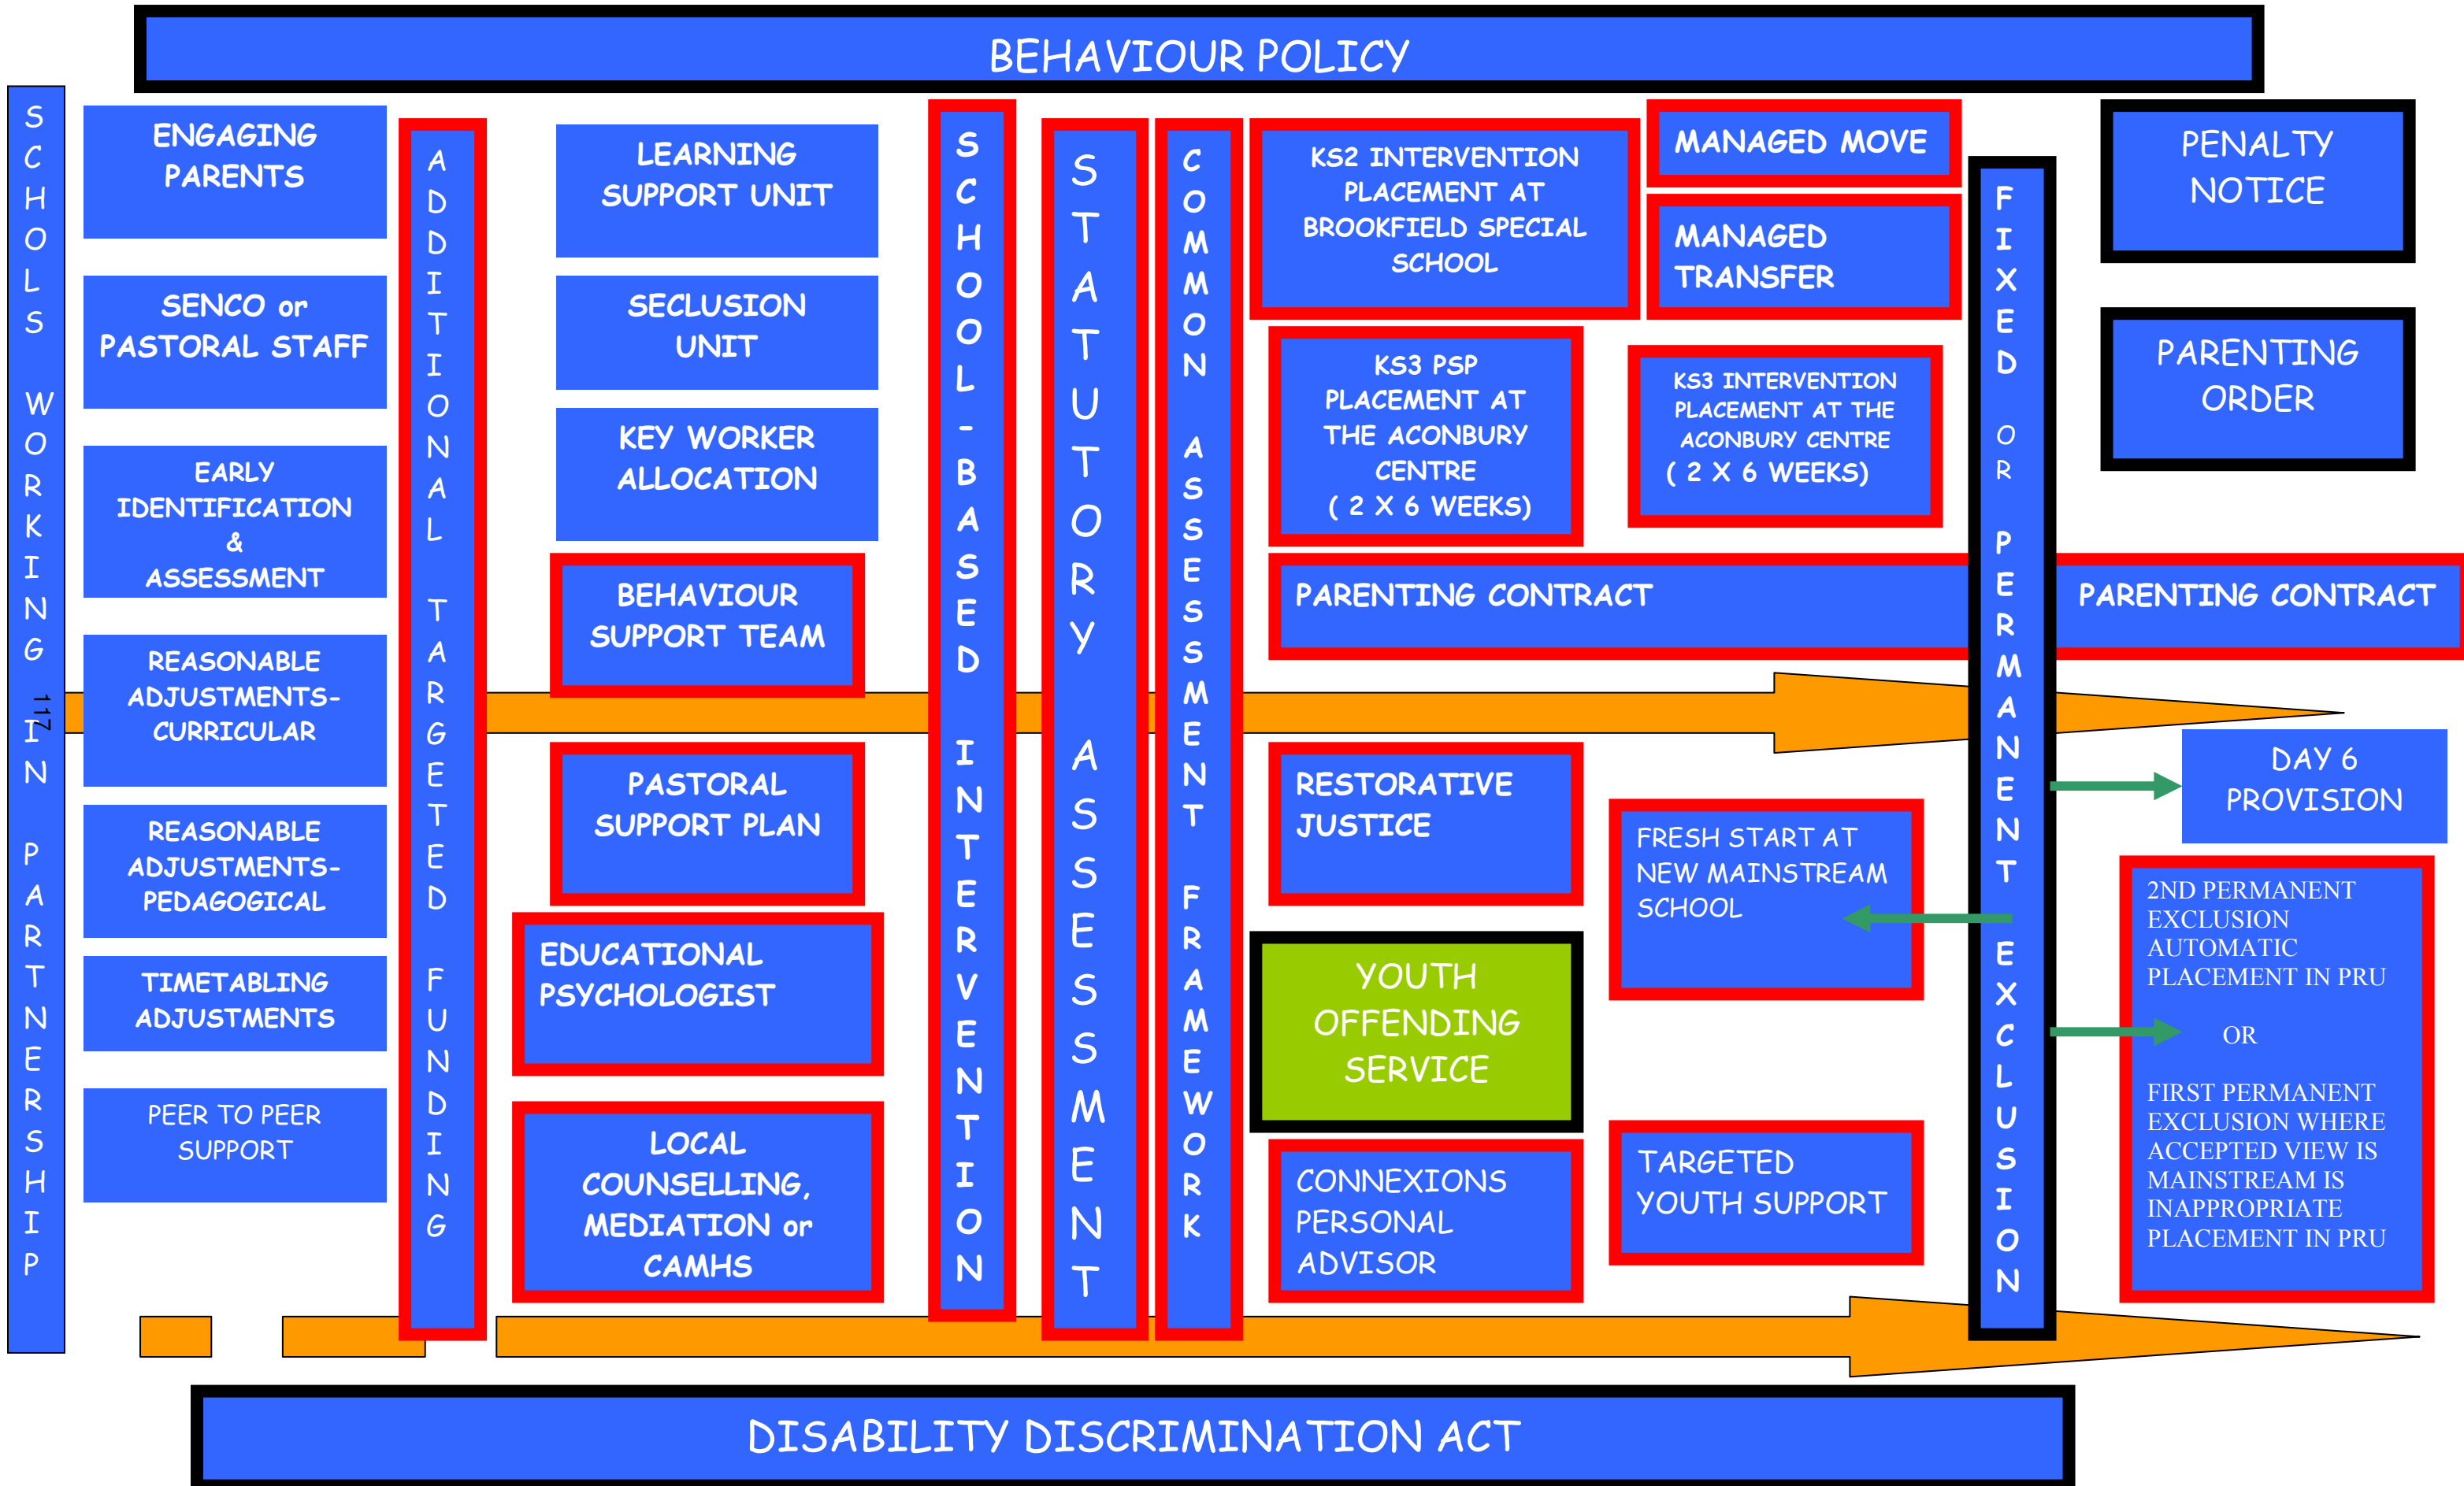 BEHAVIOUR POLICY
SCHOLS WORKING IN PARTNERSHIP
117
ENGAGING
PARENTS
SENCO or
PASTORAL STAFF
EARLY
IDENTIFICATION
&
ASSESSMENT
REASONABLE
ADJUSTMENTS-
CURRICULAR
REASONABLE
ADJUSTMENTS-
PEDAGOGICAL
TIMETABLING
ADJUSTMENTS
PEER TO PEER
SUPPORT
ADDITIONAL TARGETED FUNDING
LEARNING
SUPPORT UNIT
SECLUSION
UNIT
KEY WORKER
ALLOCATION
BEHAVIOUR
SUPPORT TEAM
PASTORAL
SUPPORT PLAN
EDUCATIONAL
PSYCHOLOGIST
LOCAL
COUNSELLING,
MEDIATION or
CAMHS
SCHOOL-BASED INTERVENTION
STATUTORY ASSESSMENT
COMMON ASSESSMENT FRAMEWORK
KS2 INTERVENTION
PLACEMENT AT
BROOKFIELD SPECIAL
SCHOOL
MANAGED MOVE
MANAGED
TRANSFER
KS3 PSP
PLACEMENT AT
THE ACONBURY
CENTRE
( 2 X 6 WEEKS)
KS3 INTERVENTION
PLACEMENT AT THE
ACONBURY CENTRE
( 2 X 6 WEEKS)
PARENTING CONTRACT
RESTORATIVE
JUSTICE
FRESH START AT
NEW MAINSTREAM
SCHOOL
YOUTH
OFFENDING
SERVICE
CONNEXIONS
PERSONAL
ADVISOR
TARGETED
YOUTH SUPPORT
FIXED OR PERMANENT EXCLUSION
PENALTY
NOTICE
PARENTING
ORDER
PARENTING CONTRACT
DAY 6
PROVISION
2ND PERMANENT
EXCLUSION
AUTOMATIC
PLACEMENT IN PRU
OR
FIRST PERMANENT
EXCLUSION WHERE
ACCEPTED VIEW IS
MAINSTREAM IS
INAPPROPRIATE
PLACEMENT IN PRU
DISABILITY DISCRIMINATION ACT